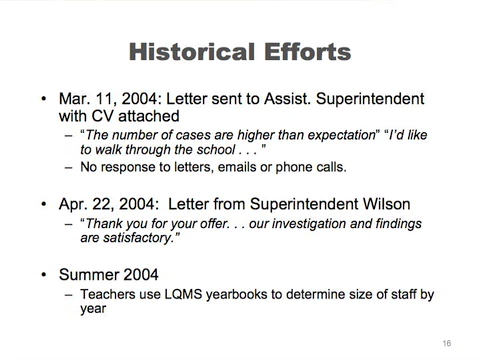 Historical Efforts
• Mar. 11, 2004: Letter sent to Assist. Superintendent
with CV attached
– “The number of cases are higher than expectation” “I’d like
to walk through the school . . . ”
– No response to letters, emails or phone calls.
• Apr. 22, 2004: Letter from Superintendent Wilson
– “Thank you for your offer. . . our investigation and findings
are satisfactory.”
• Summer 2004
– Teachers use LQMS yearbooks to determine size of staff by
year
16